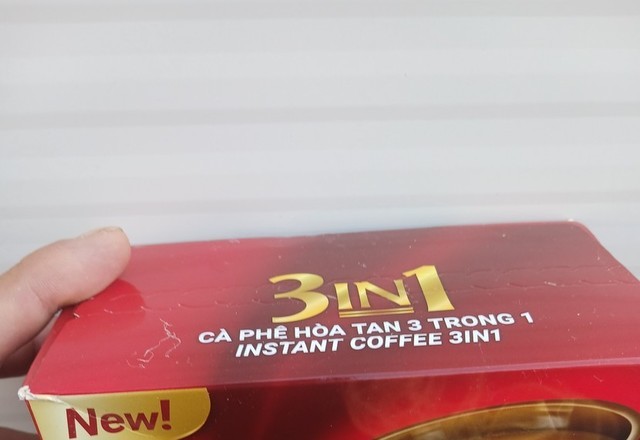 3IN1
CÀ PHÊ HÒA TAN 3 TRONG 1
INSTANT COFFEE 3IN1
New!